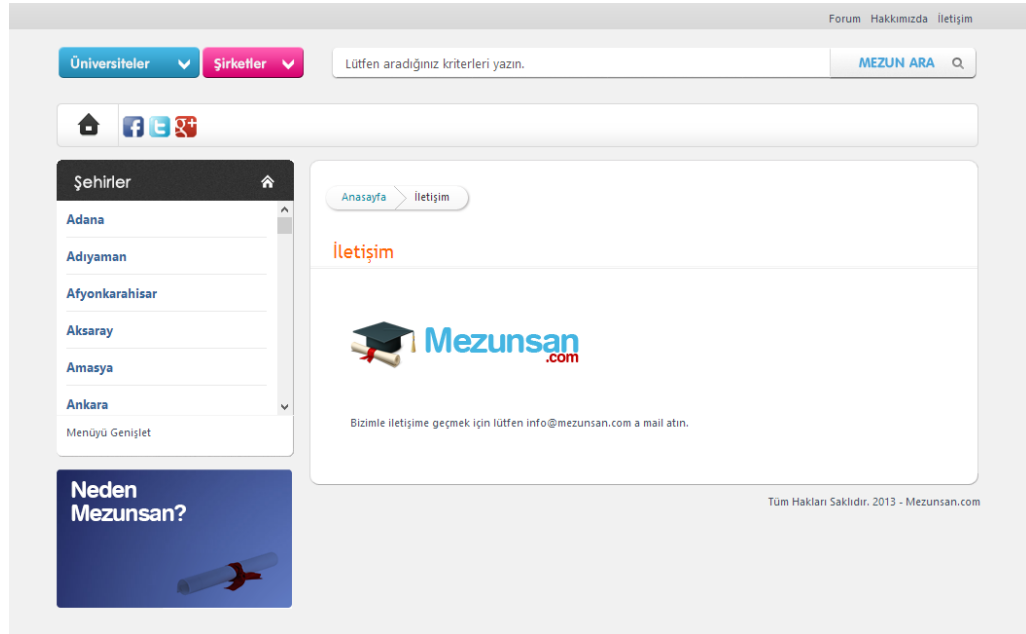 Forum Hakkımızda İletişim
Üniversiteler Şirketler Lütfen aradığınız kriterleri yazın. MEZUN ARA
Şehirler
Adana
Adıyaman
Afyonkarahisar
Aksaray
Amasya
Ankara
Menüyü Genişlet
Neden
Mezunsan?
Anasayfa İletişim
İletişim
Mezunsan
.com
Bizimle iletişime geçmek için lütfen info@mezunsan.com a mail atın.
Tüm Hakları Saklıdır. 2013 - Mezunsan.com